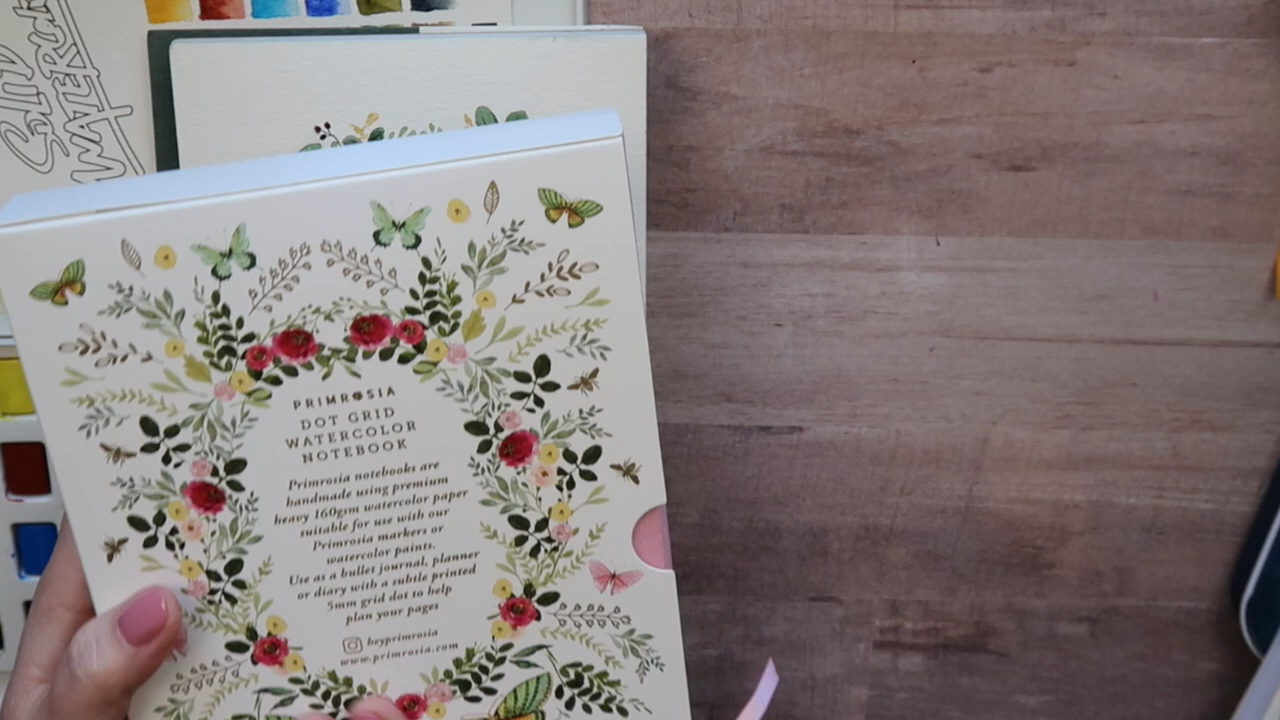 Solid
WATERCOLOR
PRIMROSIA
DOT GRID
WATERCOLOR
NOTEBOOK
Primrosia notebooks are
handmade using premium
heavy 160gsm watercolor paper
suitable for use with our
Primrosia markers or
watercolor paints.
Use as a bullet journal, planner
or diary with a subtle printed
5mm grid dot to help
plan your pages
heyprimrosia
www.primrosia.com